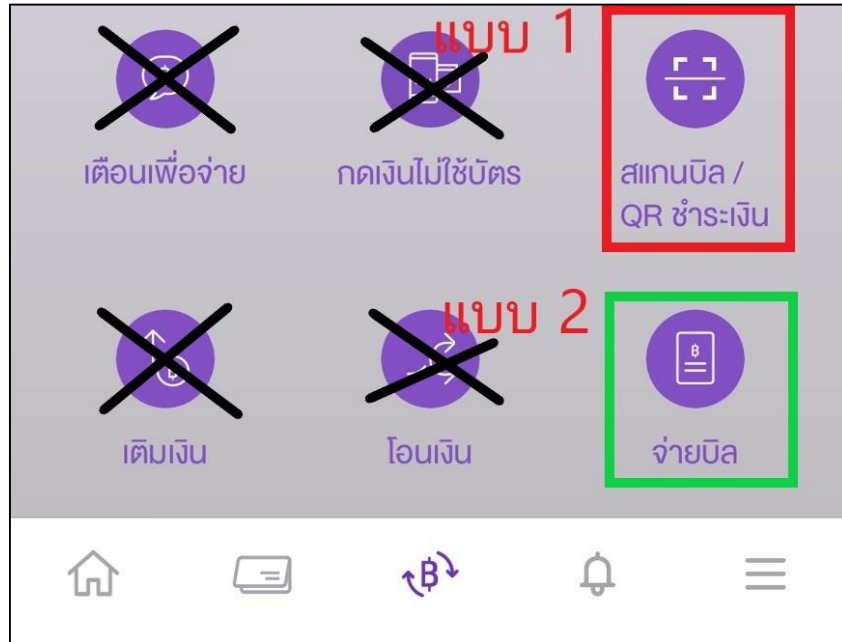 แบบ 1
เตือนเพื่อจ่าย
กดเงินไม่ใช้บัตร
สแกนบิล /
QR ชำระเงิน
แบบ 2
฿
เติมเงิน
โอนเงิน
จ่ายบิล
฿